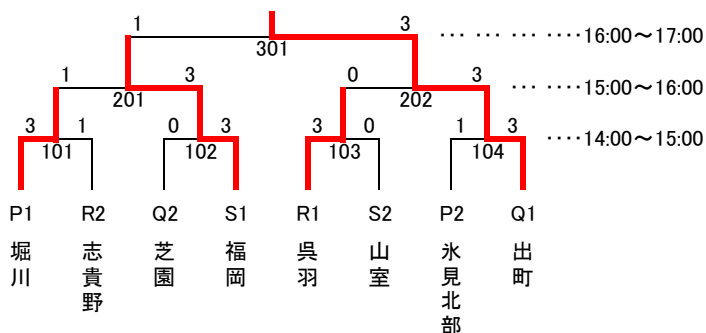 1 3
301 ‥‥ ‥‥ ‥‥ ‥‥16:00～17:00
1 3 0 3
201 202 ‥‥ ‥‥15:00～16:00
3 1 0 3 3 0 1 3
101 102 103 104 ‥‥14:00～15:00
P1 R2 Q2 S1 R1 S2 P2 Q1
堀川 志貴野 芝園 福岡 呉羽 山室 氷見北部 出町